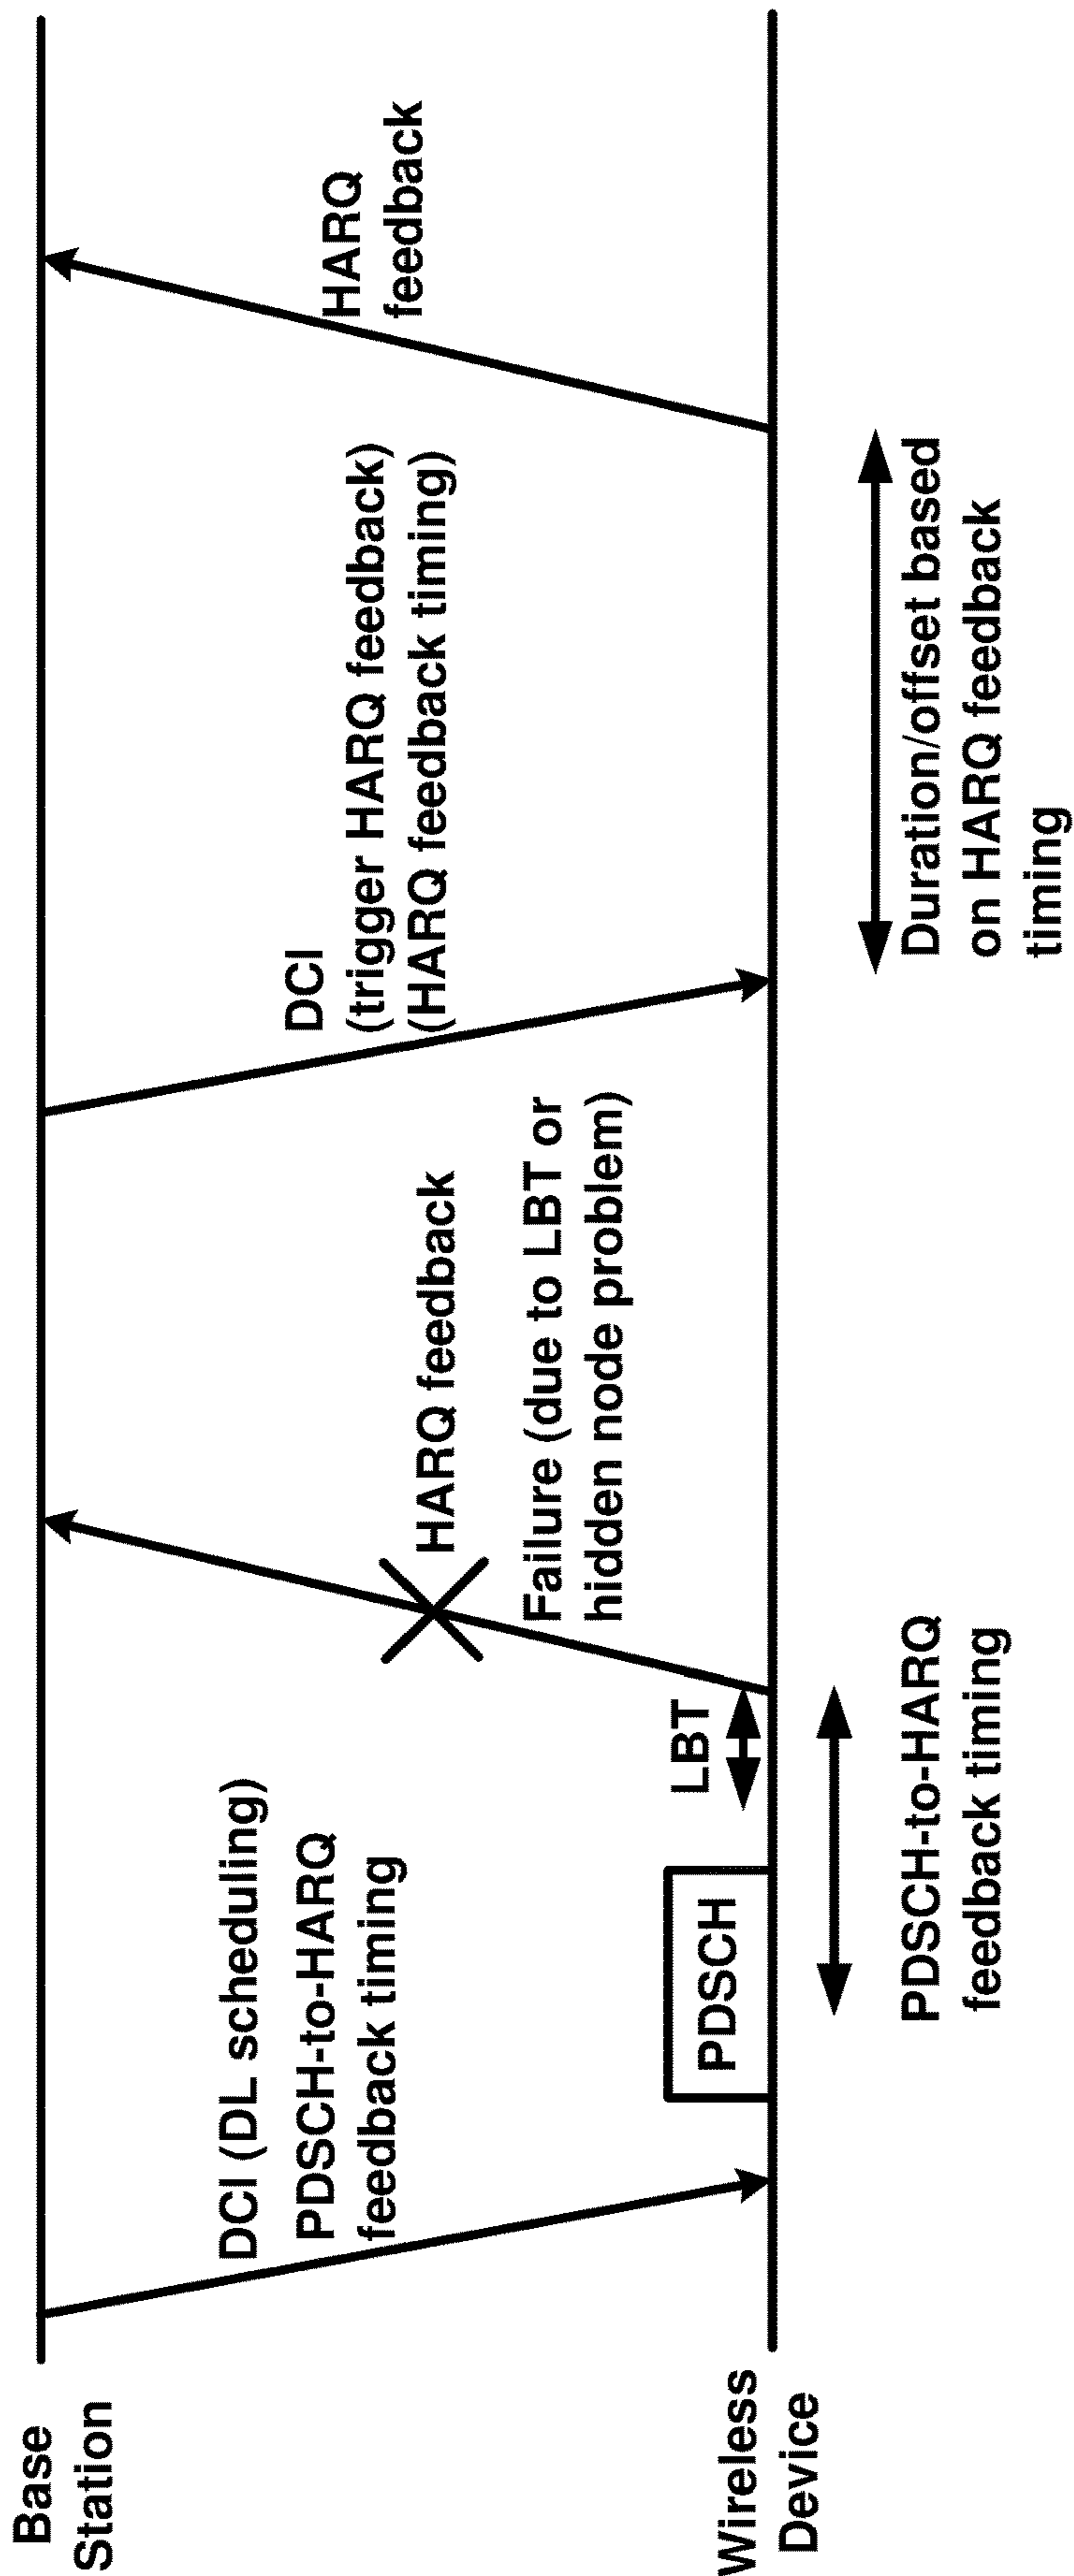 Base
Station
DCI (DL scheduling)
PDSCH-to-HARQ
feedback timing
HARQ feedback
Failure (due to LBT or
hidden node problem)
DCI
(trigger HARQ feedback)
(HARQ feedback timing)
HARQ
feedback
PDSCH
LBT
Wireless
Device
PDSCH-to-HARQ
feedback timing
Duration/offset based
on HARQ feedback
timing